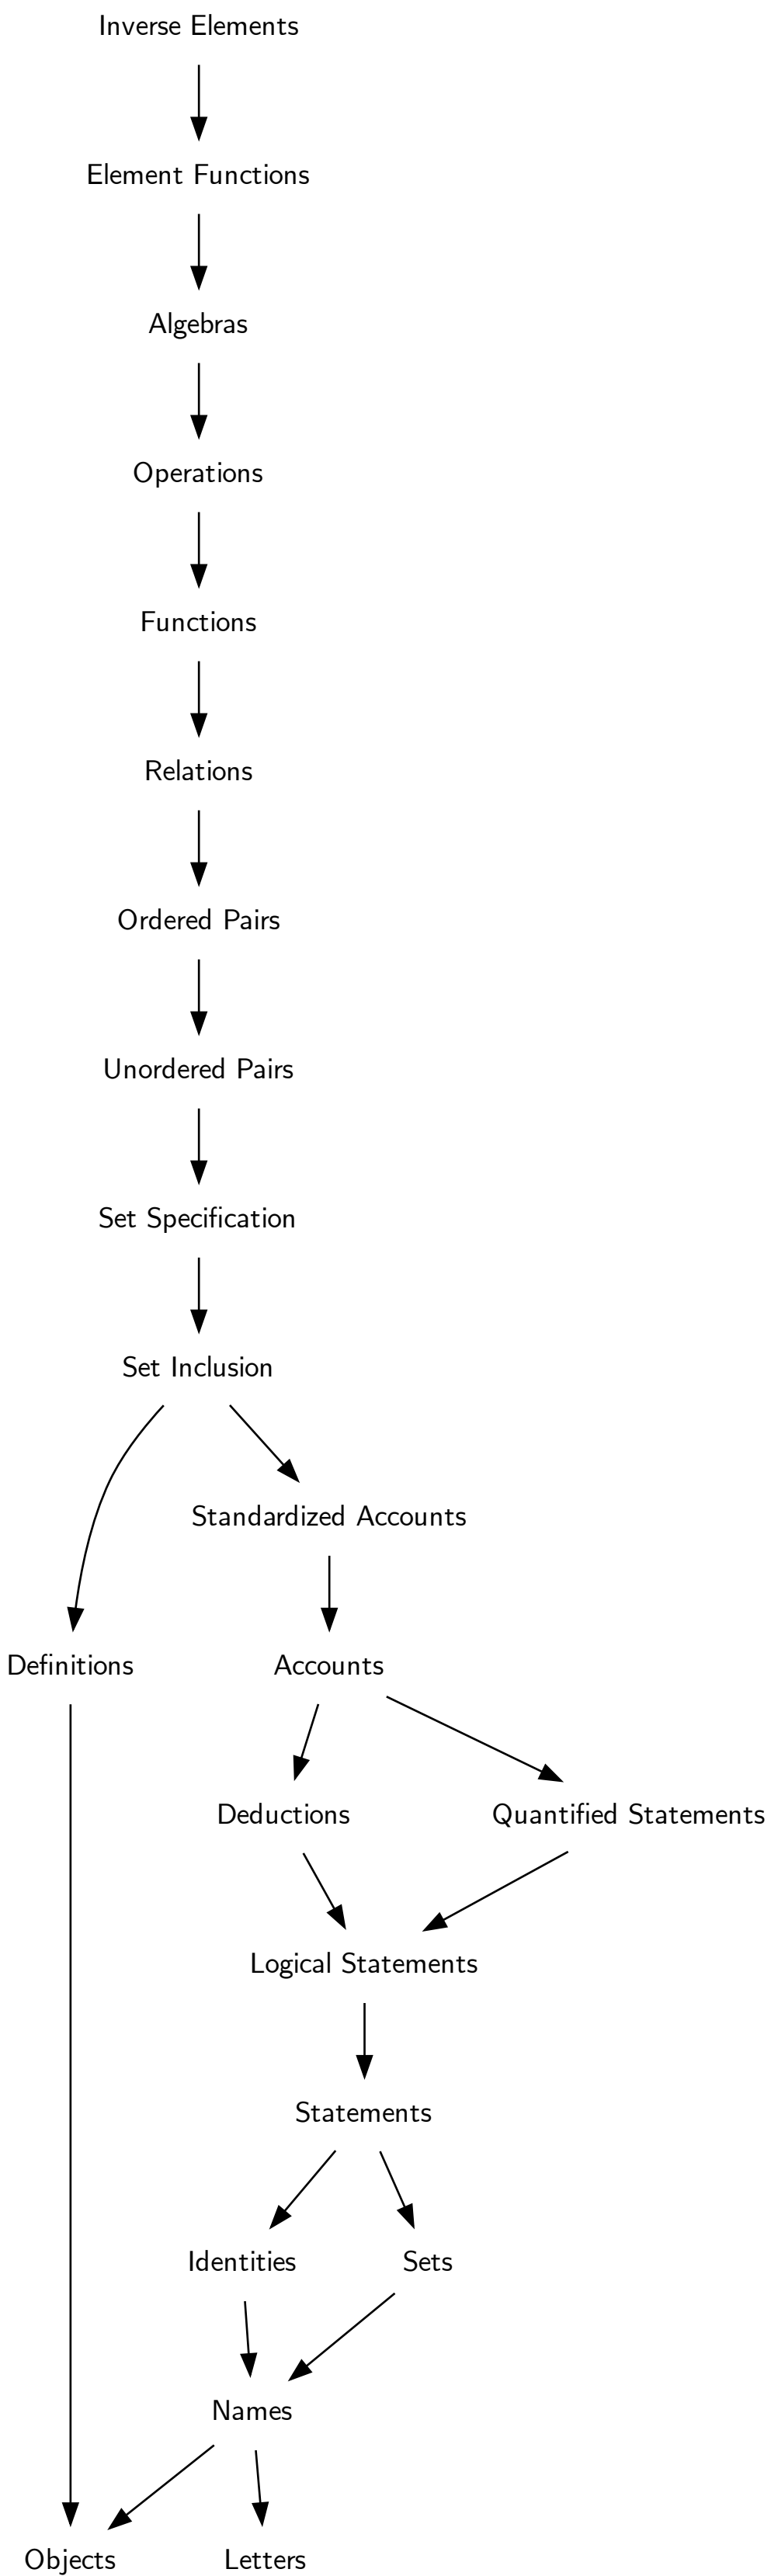 Inverse Elements
Element Functions
Algebras
Operations
Functions
Relations
Ordered Pairs
Unordered Pairs
Set Specification
Set Inclusion
Standardized Accounts
Definitions
Accounts
Deductions
Quantified Statements
Logical Statements
Statements
Identities
Sets
Names
Objects
Letters